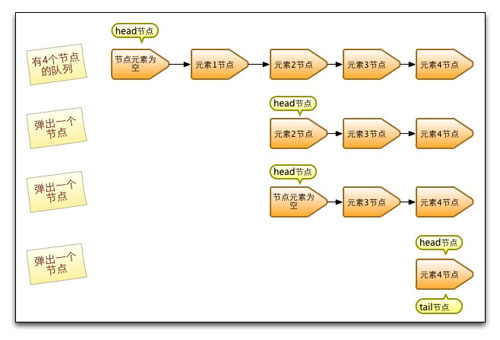 head节点
有4个节点
的队列
节点元素为
空
元素1节点
元素2节点
元素3节点
元素4节点
head节点
弹出一个
节点
元素2节点
元素3节点
元素4节点
head节点
弹出一个
节点
节点元素为
空
元素3节点
元素4节点
head节点
弹出一个
节点
元素4节点
tail节点